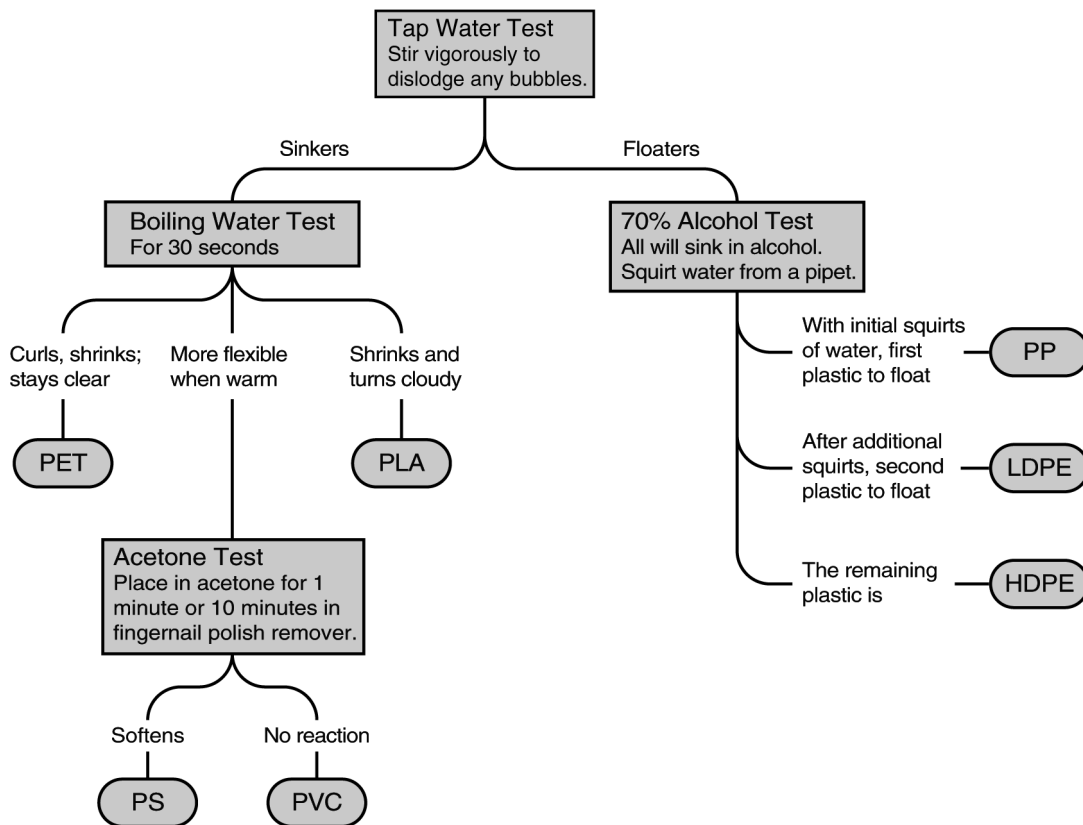 Tap Water Test
Stir vigorously to
dislodge any bubbles.
Sinkers
Floaters
Boiling Water Test
For 30 seconds
70% Alcohol Test
All will sink in alcohol.
Squirt water from a pipet.
Curls, shrinks;
stays clear
More flexible
when warm
Shrinks and
turns cloudy
With initial squirts
of water, first
plastic to float
PP
PET
PLA
After additional
squirts, second
plastic to float
LDPE
Acetone Test
Place in acetone for 1
minute or 10 minutes in
fingernail polish remover.
The remaining
plastic is
HDPE
Softens
No reaction
PS
PVC